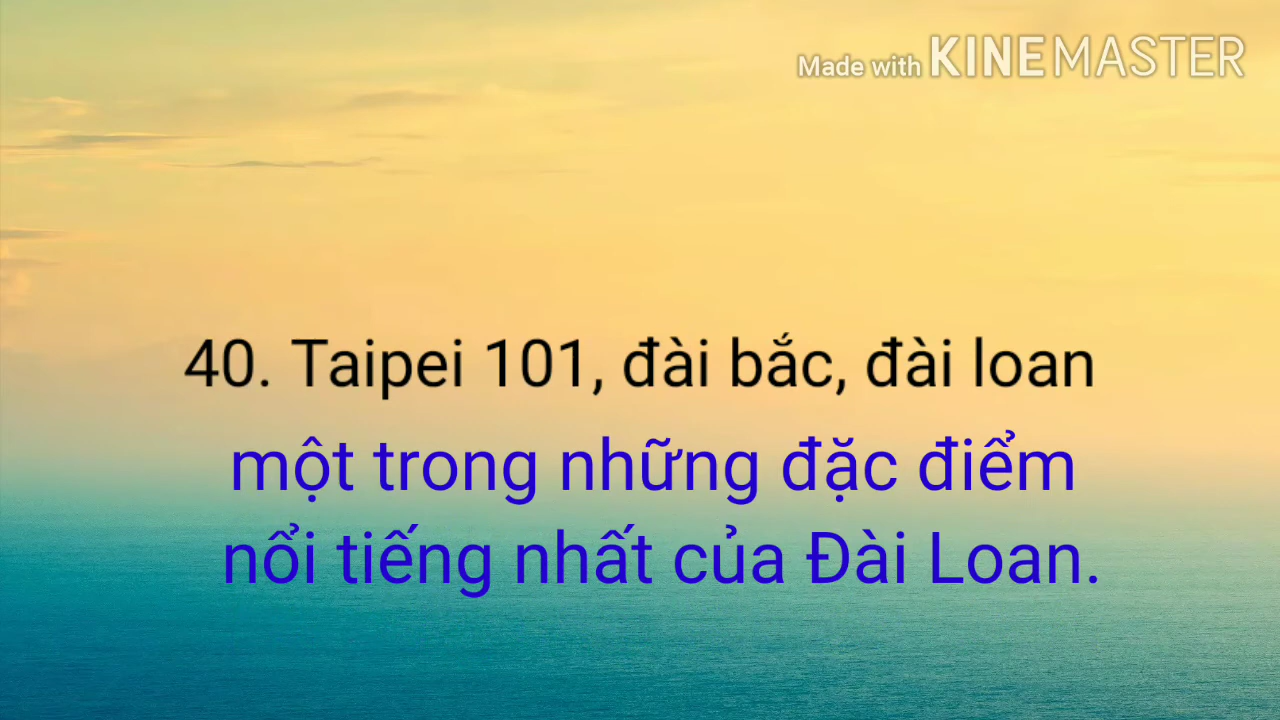 Made with KINEMASTER
40. Taipei 101, đài bắc, đài loan
một trong những đặc điểm
nổi tiếng nhất của Đài Loan.